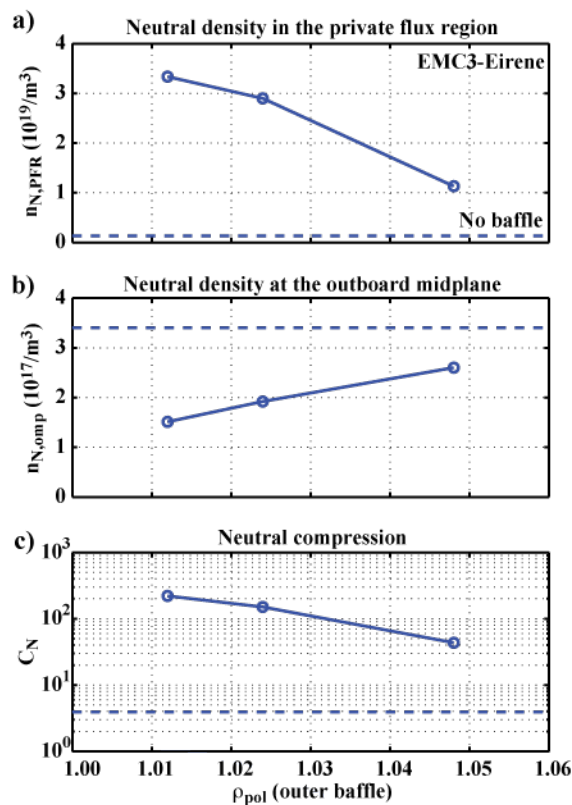 a)
Neutral density in the private flux region
4
3
2
1
0
n_N,PFR (10^19/m^3)
EMC3-Eirene
No baffle
b)
Neutral density at the outboard midplane
4
3
2
1
0
n_N,omp (10^17/m^3)
c)
Neutral compression
10^3
10^2
10^1
10^0
C_N
1.00 1.01 1.02 1.03 1.04 1.05 1.06
ρ_pol (outer baffle)